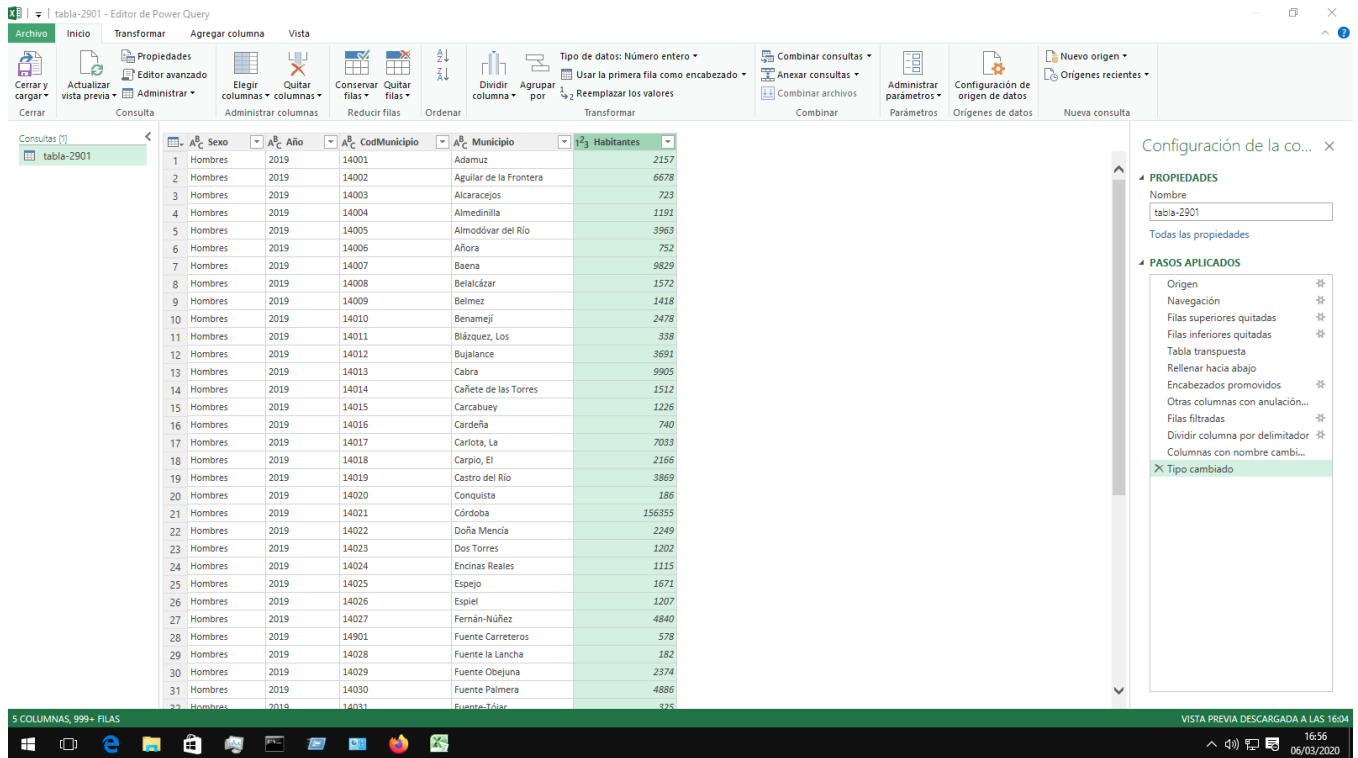 tabla-2901 - Editor de Power Query
Archivo Inicio Transformar Agregar columna Vista
Cerrar y cargar
Actualizar vista previa
Propiedades
Editor avanzado
Administrar
Elegir columnas
Quitar columnas
Conservar filas
Quitar filas
Dividir columna
Agrupar por
Tipo de datos: Número entero
Usar la primera fila como encabezado
Reemplazar los valores
Combinar consultas
Anexar consultas
Combinar archivos
Administrar parámetros
Configuración de origen de datos
Nuevo origen
Orígenes recientes
Cerrar Consulta Administrar columnas Reducir filas Ordenar Transformar Combinar Parámetros Orígenes de datos Nueva consulta
Consultas [1]
tabla-2901
Sexo Año CodMunicipio Municipio Habitantes
1 Hombres 2019 14001 Adamuz 2157
2 Hombres 2019 14002 Aguilar de la Frontera 6678
3 Hombres 2019 14003 Alcaracejos 723
4 Hombres 2019 14004 Almedinilla 1191
5 Hombres 2019 14005 Almodóvar del Río 3963
6 Hombres 2019 14006 Añora 752
7 Hombres 2019 14007 Baena 9829
8 Hombres 2019 14008 Belalcázar 1572
9 Hombres 2019 14009 Belmez 1418
10 Hombres 2019 14010 Benamejí 2478
11 Hombres 2019 14011 Blázquez, Los 338
12 Hombres 2019 14012 Bujalance 3691
13 Hombres 2019 14013 Cabra 9905
14 Hombres 2019 14014 Cañete de las Torres 1512
15 Hombres 2019 14015 Carcabuey 1226
16 Hombres 2019 14016 Cardeña 740
17 Hombres 2019 14017 Carlota, La 7033
18 Hombres 2019 14018 Carpio, El 2166
19 Hombres 2019 14019 Castro del Río 3869
20 Hombres 2019 14020 Conquista 186
21 Hombres 2019 14021 Córdoba 156355
22 Hombres 2019 14022 Doña Mencía 2249
23 Hombres 2019 14023 Dos Torres 1202
24 Hombres 2019 14024 Encinas Reales 1115
25 Hombres 2019 14025 Espejo 1671
26 Hombres 2019 14026 Espiel 1207
27 Hombres 2019 14027 Fernán-Núñez 4840
28 Hombres 2019 14901 Fuente Carreteros 578
29 Hombres 2019 14028 Fuente la Lancha 182
30 Hombres 2019 14029 Fuente Obejuna 2374
31 Hombres 2019 14030 Fuente Palmera 4886
32 Hombres 2019 14031 Fuente-Tójar 325
Configuración de la co...
PROPIEDADES
Nombre
tabla-2901
Todas las propiedades
PASOS APLICADOS
Origen
Navegación
Filas superiores quitadas
Filas inferiores quitadas
Tabla transpuesta
Rellenar hacia abajo
Encabezados promovidos
Otras columnas con anulación...
Filas filtradas
Dividir columna por delimitador
Columnas con nombre cambi...
Tipo cambiado
5 COLUMNAS, 999+ FILAS
VISTA PREVIA DESCARGADA A LAS 16:04
16:56
06/03/2020